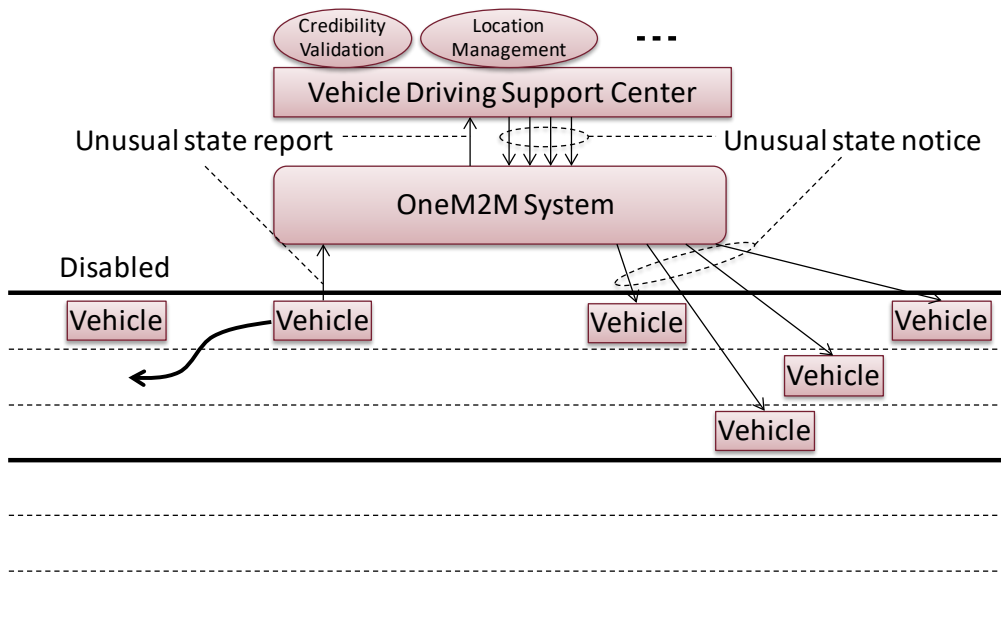 Credibility
Validation
Location
Management
Vehicle Driving Support Center
Unusual state report
Unusual state notice
OneM2M System
Disabled
Vehicle
Vehicle
Vehicle
Vehicle
Vehicle
Vehicle